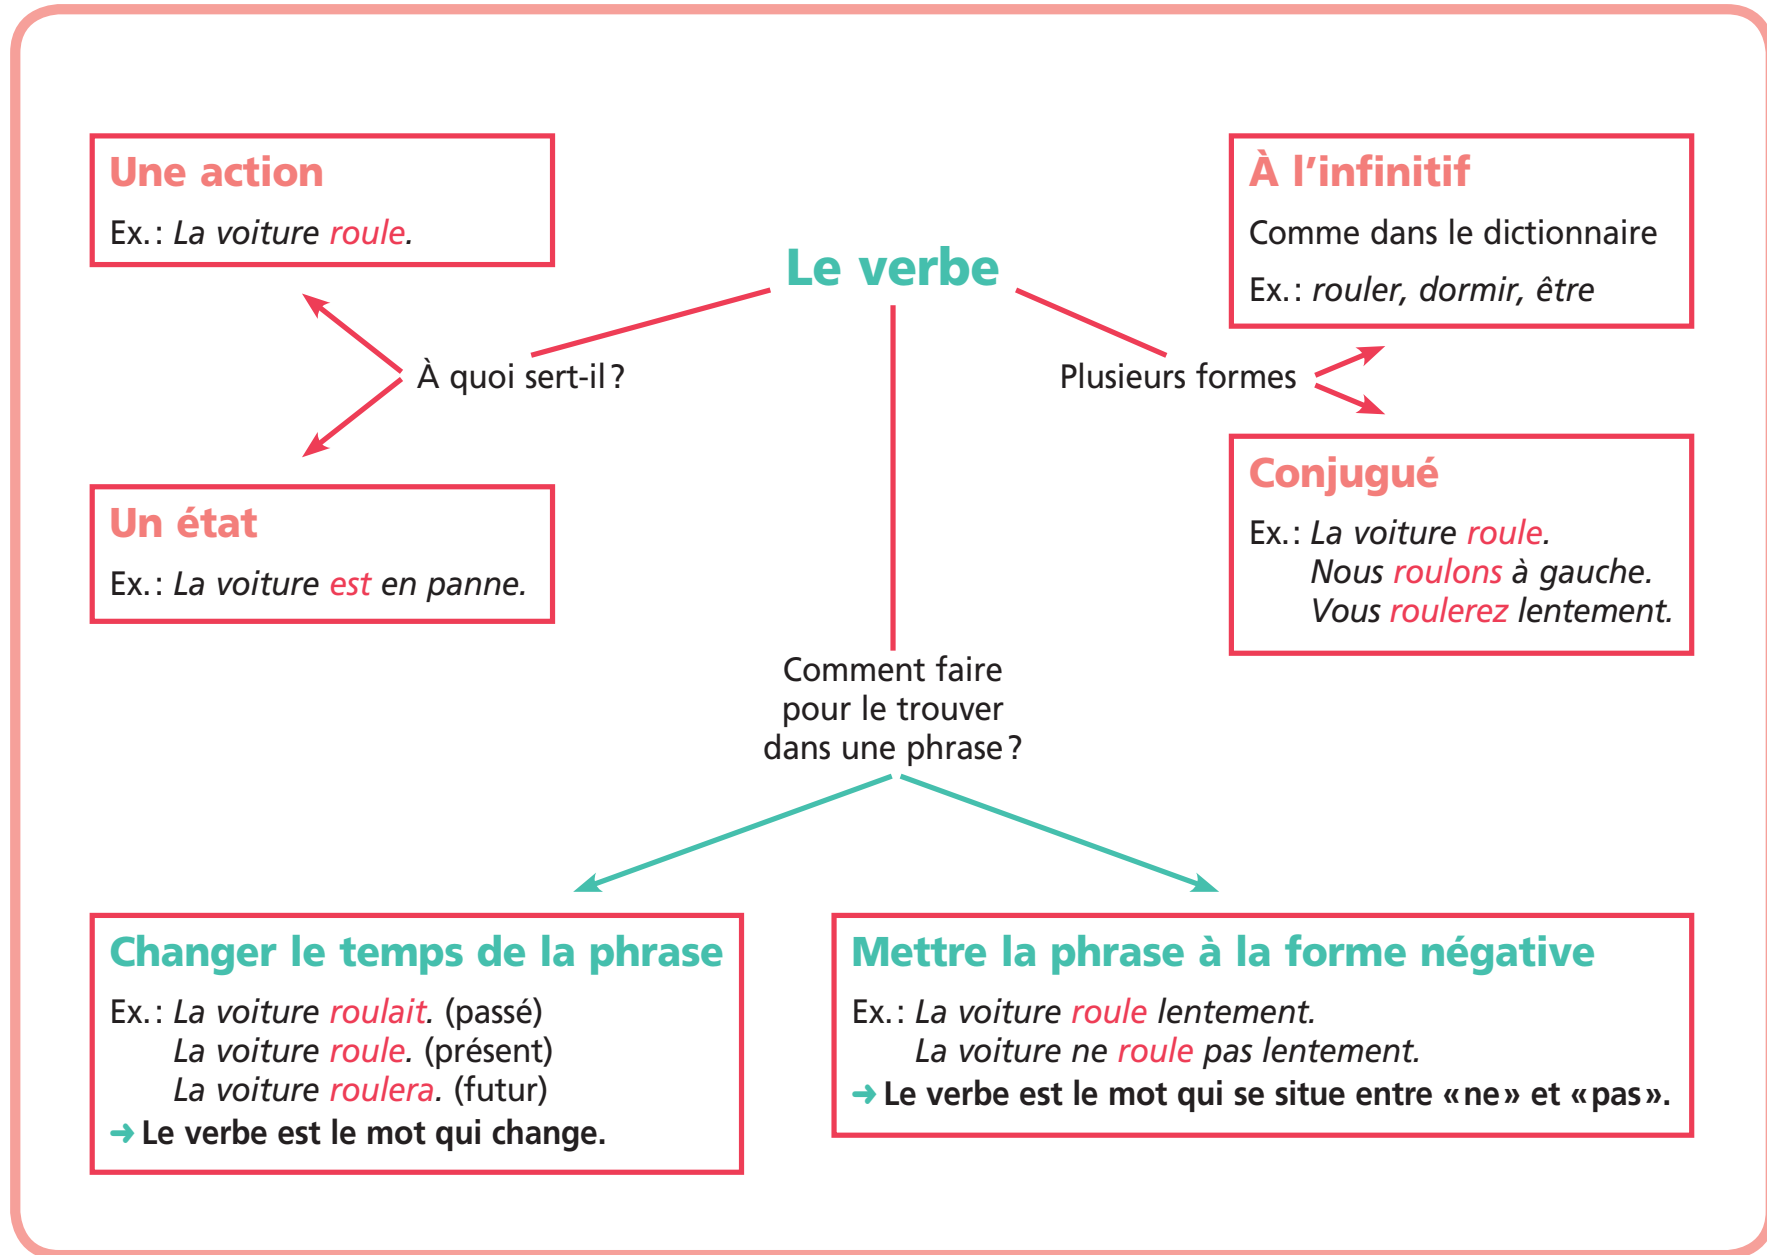 Le verbe
À quoi sert-il ?
Une action
Ex. : La voiture roule.
Un état
Ex. : La voiture est en panne.
Plusieurs formes
À l’infinitif
Comme dans le dictionnaire
Ex. : rouler, dormir, être
Conjugué
Ex. : La voiture roule.
Nous roulons à gauche.
Vous roulerez lentement.
Comment faire
pour le trouver
dans une phrase ?
Changer le temps de la phrase
Ex. : La voiture roulait. (passé)
La voiture roule. (présent)
La voiture roulera. (futur)
➜ Le verbe est le mot qui change.
Mettre la phrase à la forme négative
Ex. : La voiture roule lentement.
La voiture ne roule pas lentement.
➜ Le verbe est le mot qui se situe entre « ne » et « pas ».